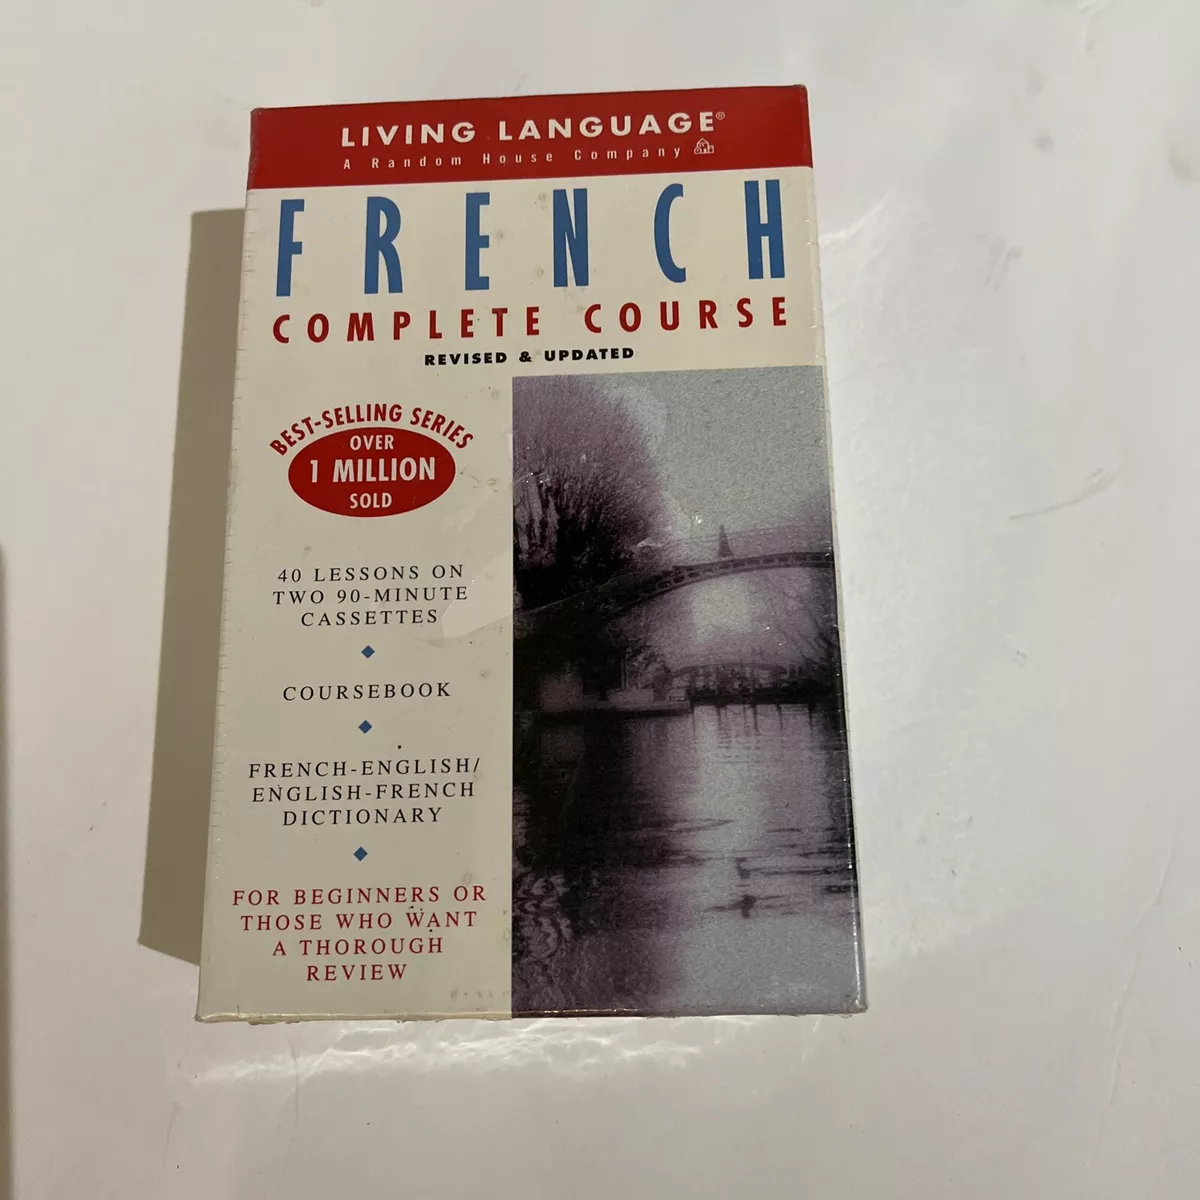 LIVING LANGUAGE®
A Random House Company
FRENCH
COMPLETE COURSE
REVISED & UPDATED
BEST-SELLING SERIES
OVER
1 MILLION
SOLD
40 LESSONS ON
TWO 90-MINUTE
CASSETTES
COURSEBOOK
FRENCH-ENGLISH/
ENGLISH-FRENCH
DICTIONARY
FOR BEGINNERS OR
THOSE WHO WANT
A THOROUGH
REVIEW